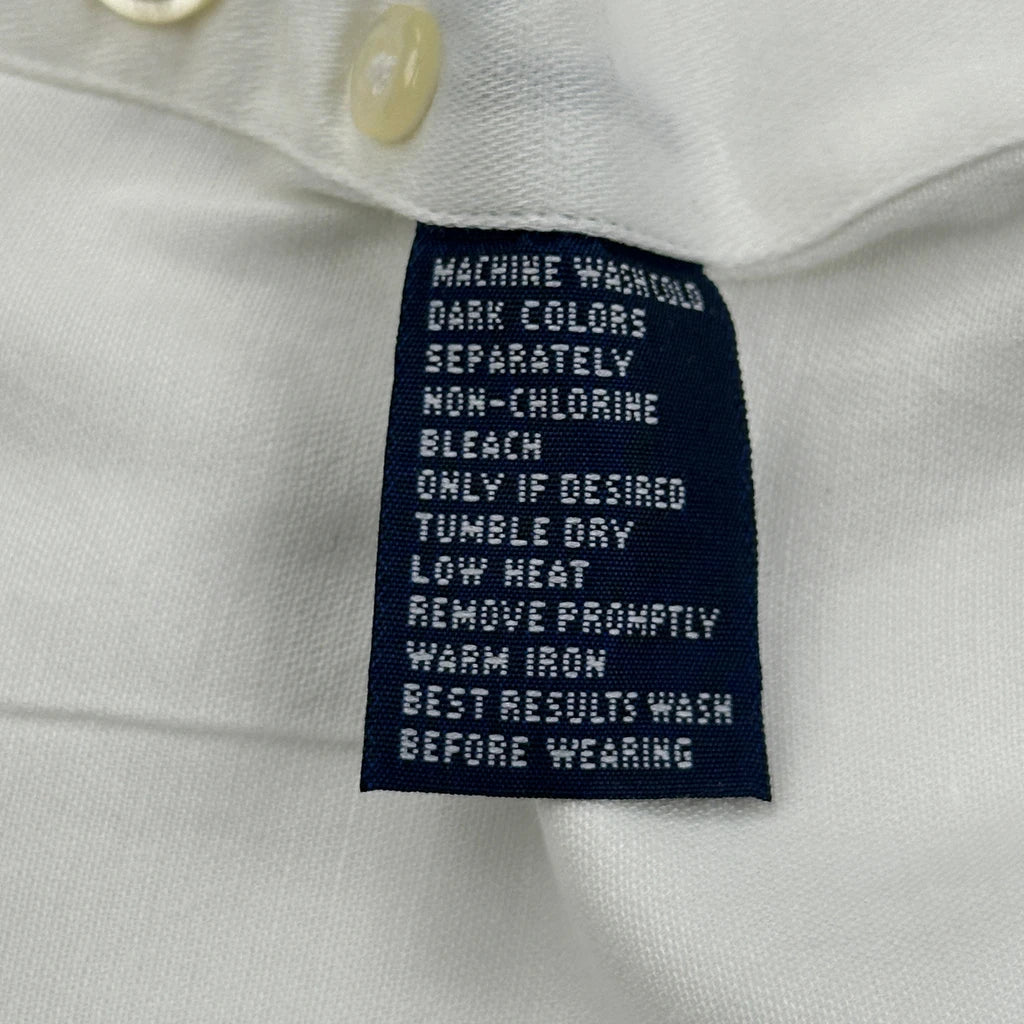 MACHINE WASH COLD
DARK COLORS
SEPARATELY
NON-CHLORINE
BLEACH
ONLY IF DESIRED
TUMBLE DRY
LOW HEAT
REMOVE PROMPTLY
WARM IRON
BEST RESULTS WASH
BEFORE WEARING